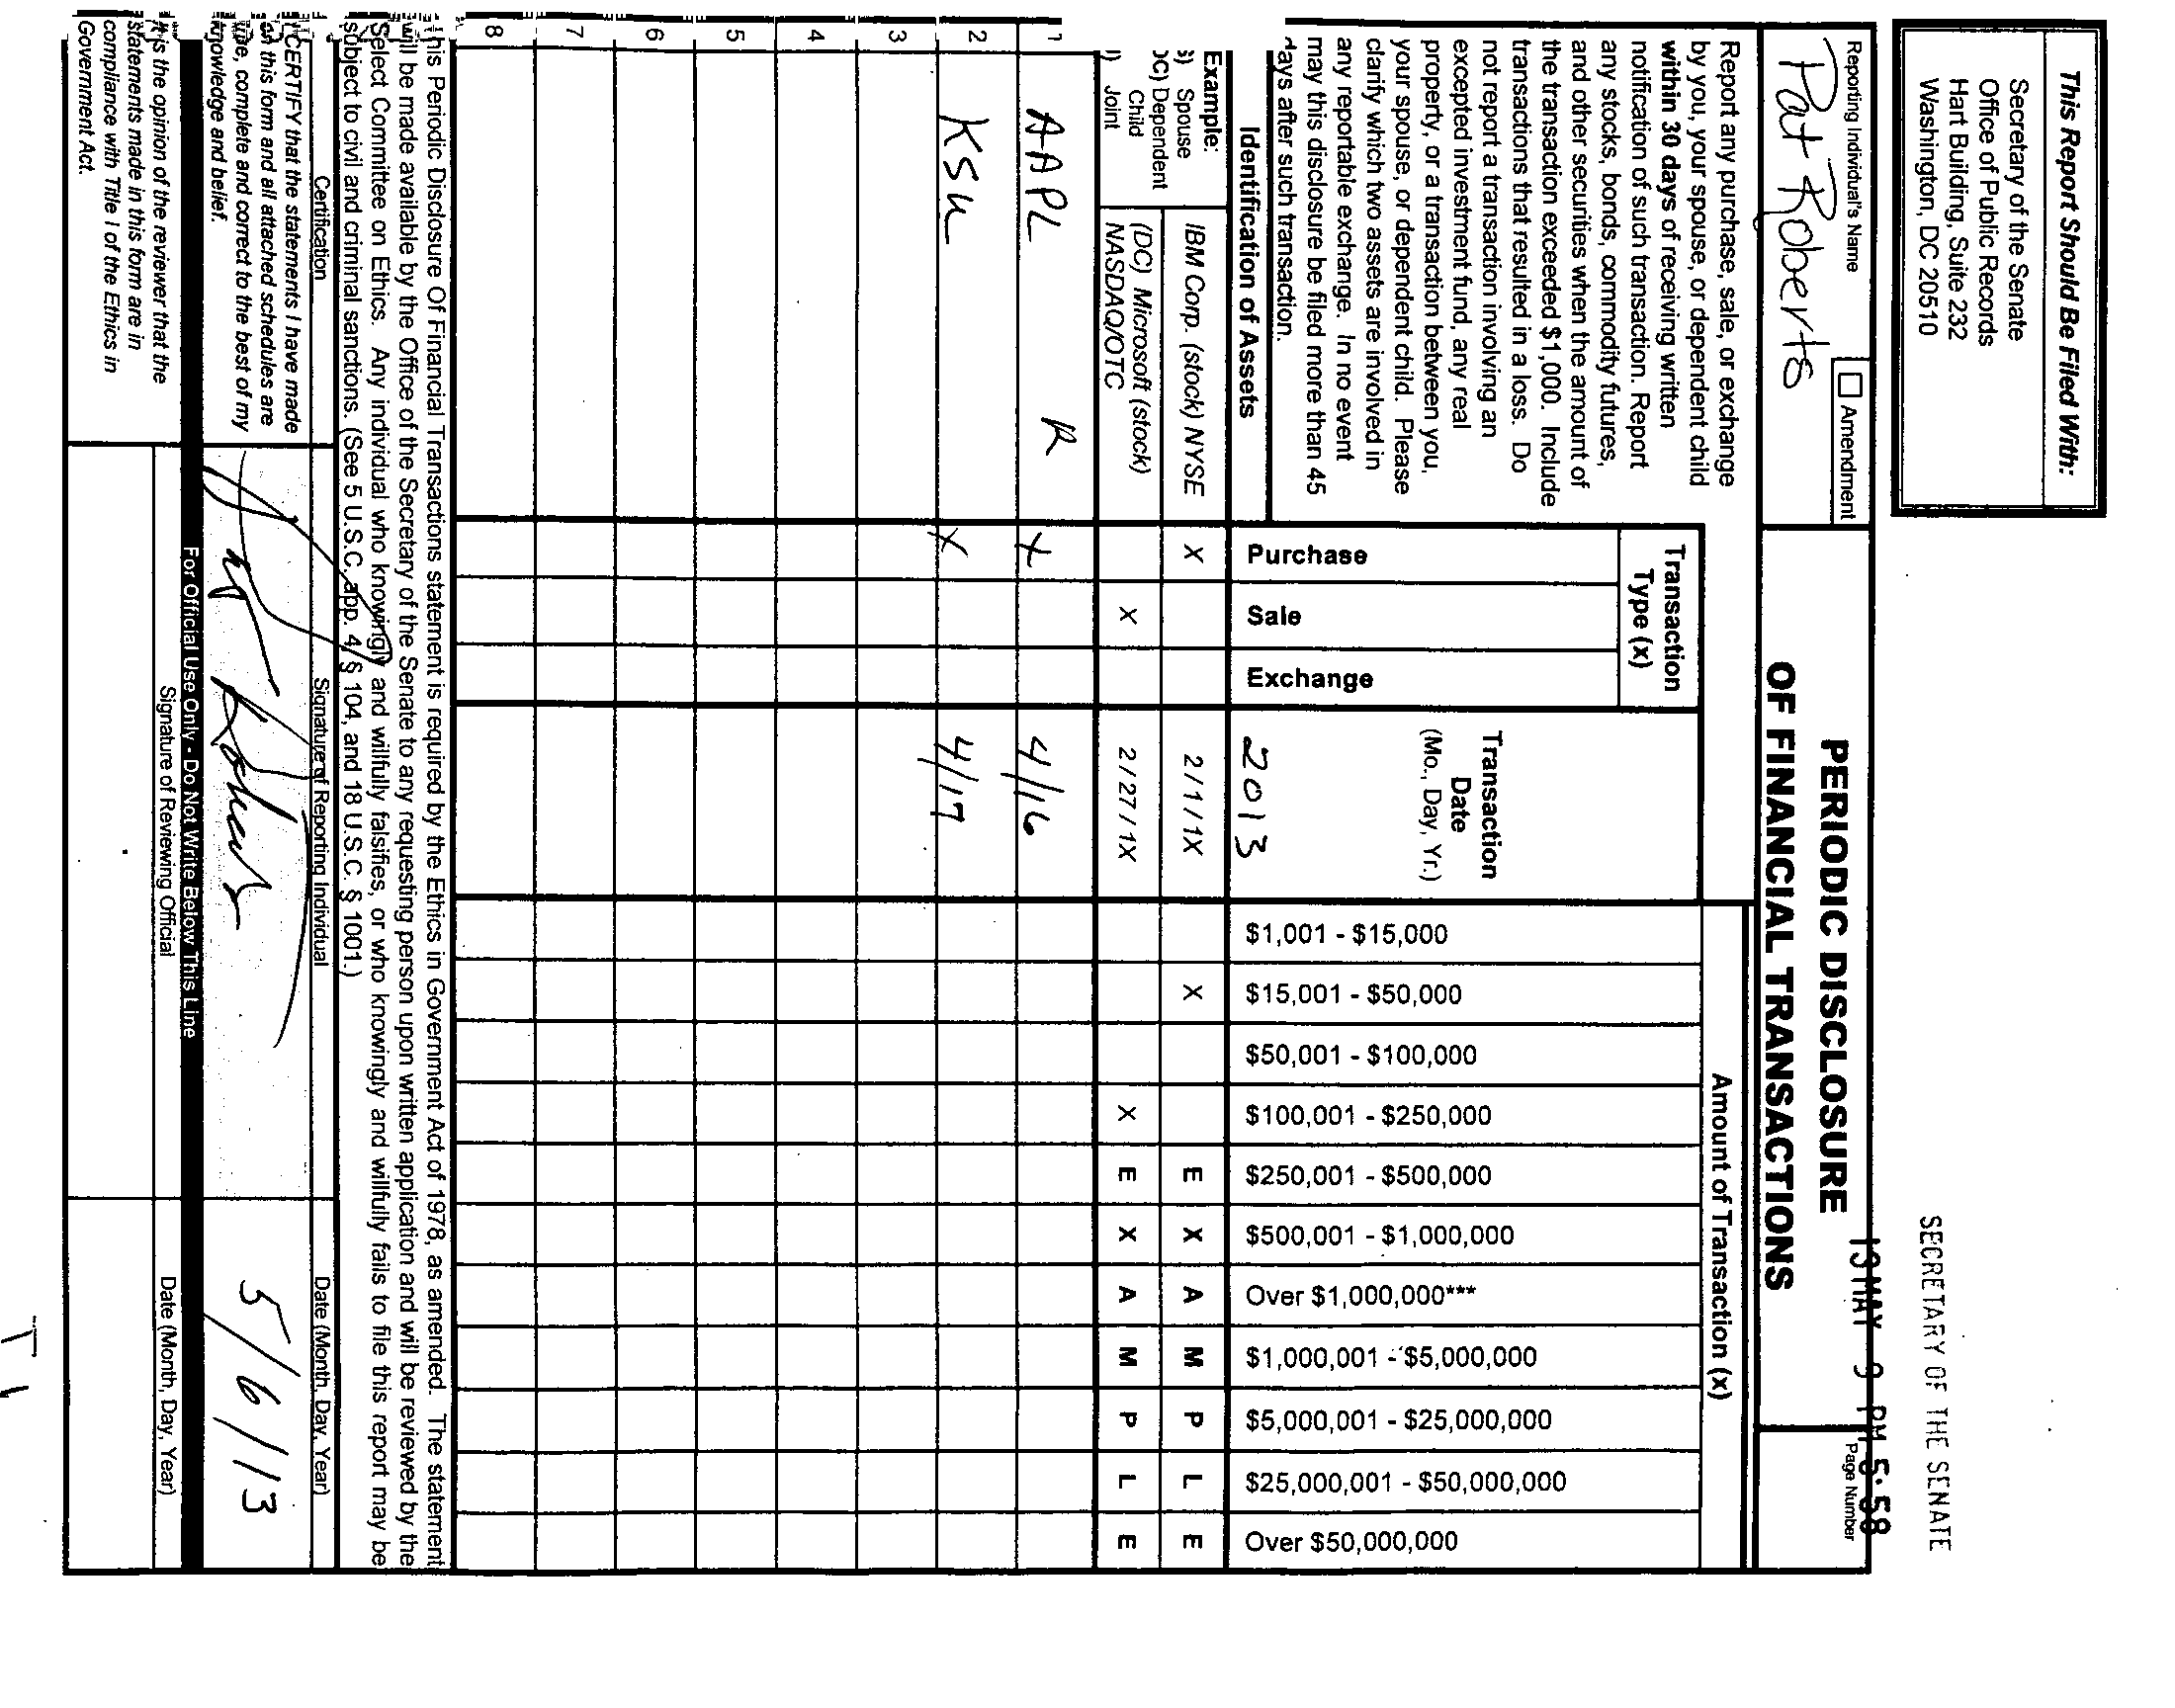 This Report Should Be Filed With:
Secretary of the Senate
Office of Public Records
Hart Building, Suite 232
Washington, DC 20510
SECRETARY OF THE SENATE
13 MAY 9 PM 5:58
Reporting Individual's Name
Pat Roberts
Amendment
PERIODIC DISCLOSURE
OF FINANCIAL TRANSACTIONS
Page Number
Report any purchase, sale, or exchange
by you, your spouse, or dependent child
within 30 days of receiving written
notification of such transaction. Report
any stocks, bonds, commodity futures,
and other securities when the amount of
the transaction exceeded $1,000. Include
transactions that resulted in a loss. Do
not report a transaction involving an
excepted investment fund, any real
property, or a transaction between you,
your spouse, or dependent child. Please
clarify which two assets are involved in
any reportable exchange. In no event
may this disclosure be filed more than 45
days after such transaction.
Identification of Assets
Transaction
Type (x)
Purchase
Sale
Exchange
Transaction
Date
(Mo., Day, Yr.)
2013
Amount of Transaction (x)
$1,001 - $15,000
$15,001 - $50,000
$50,001 - $100,000
$100,001 - $250,000
$250,001 - $500,000
$500,001 - $1,000,000
Over $1,000,000***
$1,000,001 - $5,000,000
$5,000,001 - $25,000,000
$25,000,001 - $50,000,000
Over $50,000,000
Example:
S) Spouse
DC) Dependent
Child
J) Joint
IBM Corp. (stock) NYSE X 2/1/1X X E X A M P L E
(DC) Microsoft (stock)
NASDAQ/OTC X 2/27/1X X E X A M P L E
1 AAPL R X 4/16
2 KSU X 4/17
3
4
5
6
7
8
This Periodic Disclosure Of Financial Transactions statement is required by the Ethics in Government Act of 1978, as amended. The statement
will be made available by the Office of the Secretary of the Senate to any requesting person upon written application and will be reviewed by the
Select Committee on Ethics. Any individual who knowingly and willfully falsifies, or who knowingly and willfully fails to file this report may be
subject to civil and criminal sanctions. (See 5 U.S.C. app. 4, § 104, and 18 U.S.C. § 1001.)
Certification
Signature of Reporting Individual
Date (Month, Day, Year)
I CERTIFY that the statements I have made
on this form and all attached schedules are
true, complete and correct to the best of my
knowledge and belief.
Pat Roberts
5/6/13
For Official Use Only - Do Not Write Below This Line
It is the opinion of the reviewer that the
statements made in this form are in
compliance with Title I of the Ethics in
Government Act.
Signature of Reviewing Official
Date (Month, Day, Year)